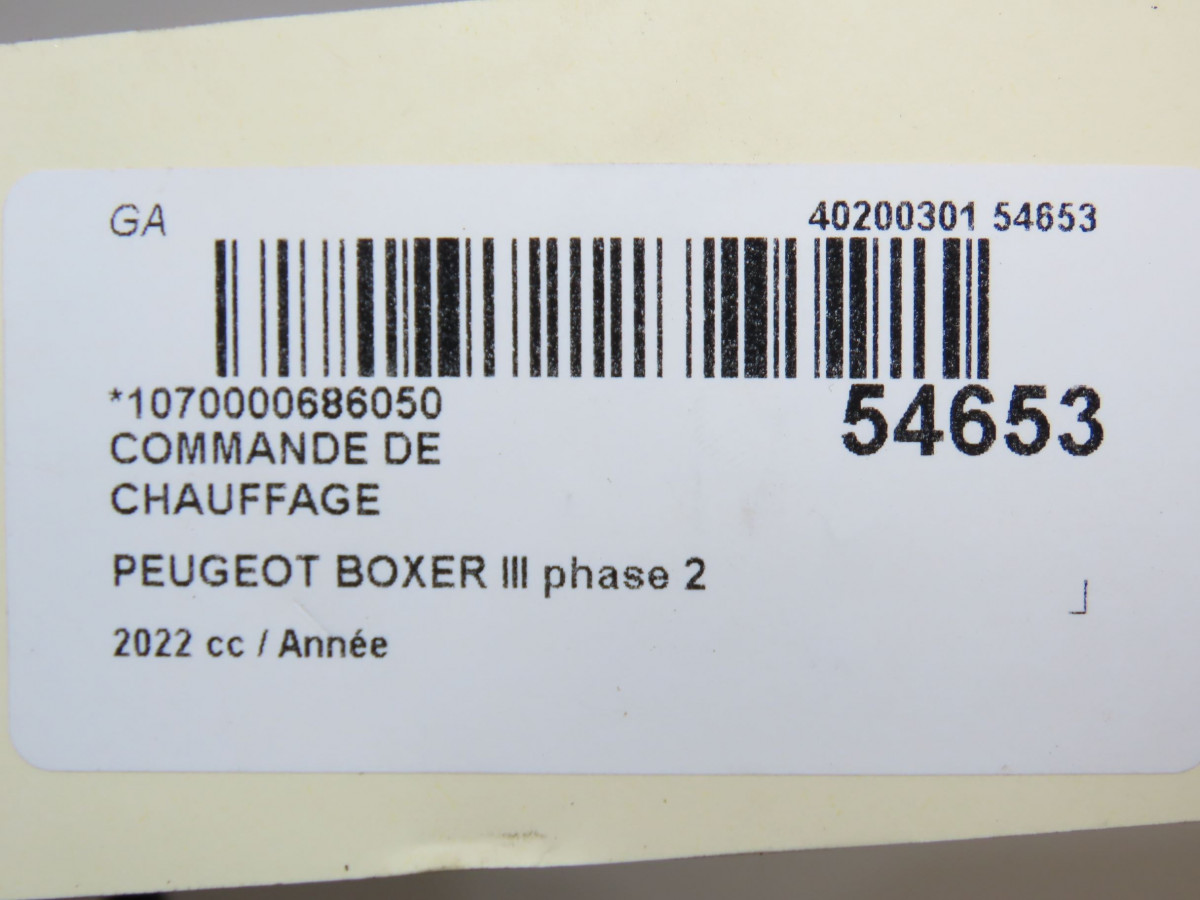 GA
40200301 54653
*1070000686050
54653
COMMANDE DE
CHAUFFAGE
PEUGEOT BOXER III phase 2
2022 cc / Année